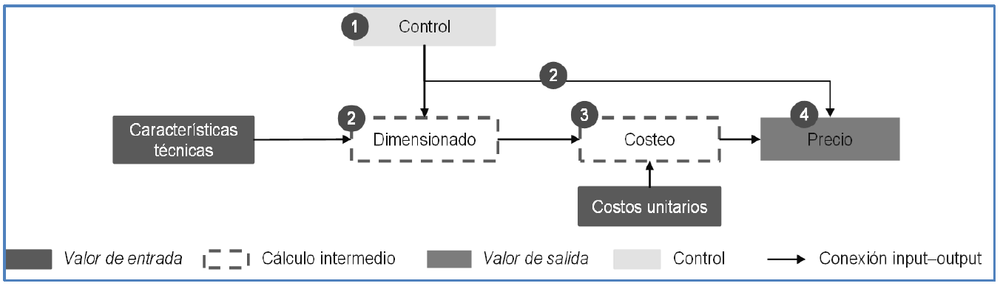 1 Control
2
Características
técnicas
2 Dimensionado
3 Costeo
4 Precio
Costos unitarios
Valor de entrada
Cálculo intermedio
Valor de salida
Control
Conexión input–output